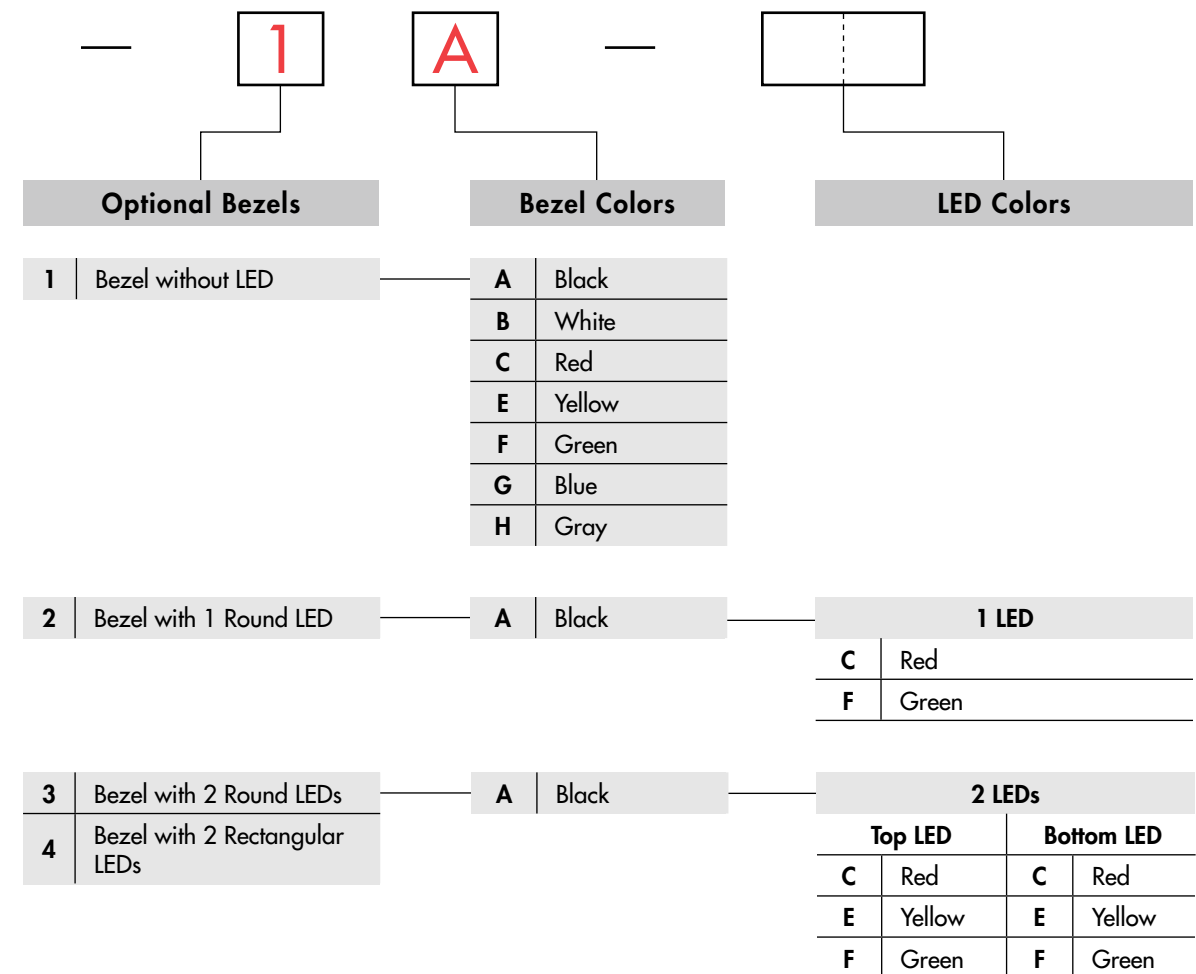 — 1 A —
Optional Bezels Bezel Colors LED Colors
1 Bezel without LED A Black
B White
C Red
E Yellow
F Green
G Blue
H Gray
2 Bezel with 1 Round LED A Black 1 LED
C Red
F Green
3 Bezel with 2 Round LEDs A Black 2 LEDs
4 Bezel with 2 Rectangular
LEDs
Top LED Bottom LED
C Red C Red
E Yellow E Yellow
F Green F Green